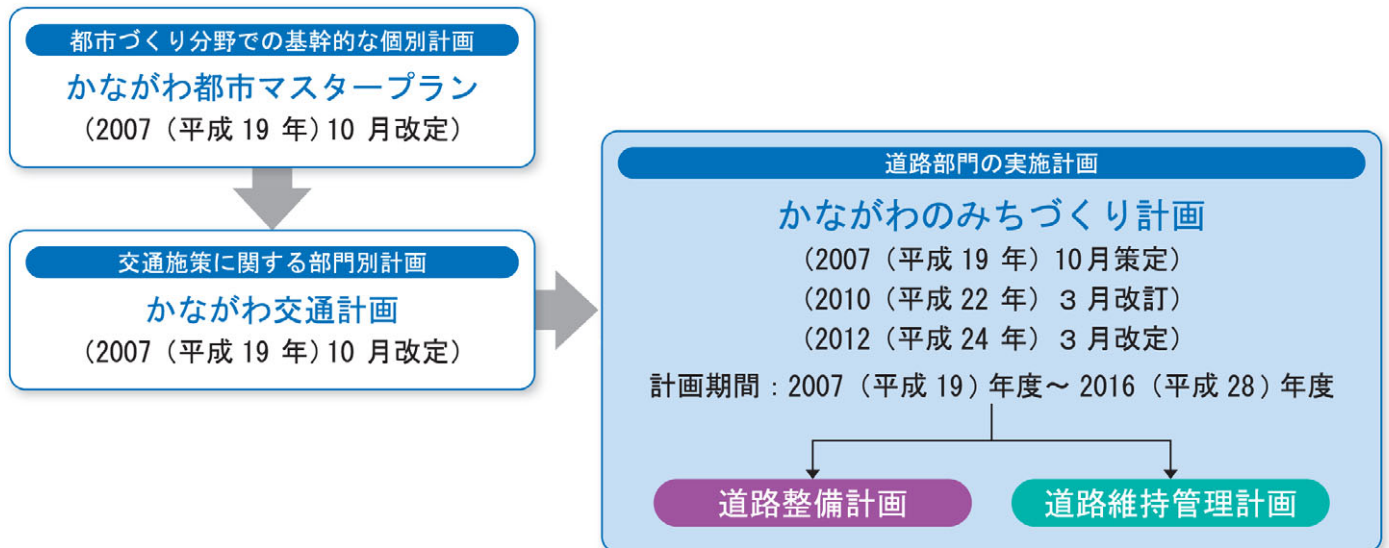 都市づくり分野での基幹的な個別計画
かながわ都市マスタープラン
（2007（平成 19 年）10 月改定）
交通施策に関する部門別計画
かながわ交通計画
（2007（平成 19 年）10 月改定）
道路部門の実施計画
かながわのみちづくり計画
（2007（平成 19 年）10月策定）
（2010（平成 22 年）３月改訂）
（2012（平成 24 年）３月改定）
計画期間：2007（平成 19）年度～ 2016（平成 28）年度
道路整備計画
道路維持管理計画